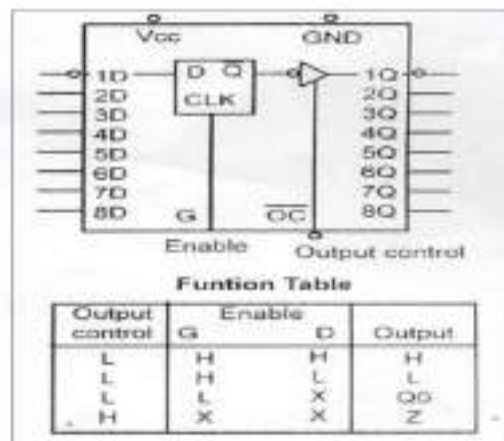 Vcc GND
1D D Q̅ 1Q
2D CLK 2Q
3D 3Q
4D 4Q
5D 5Q
6D 6Q
7D 7Q
8D G O̅C̅ 8Q
Enable Output control
Funtion Table
Output control Enable Output
G D
L H H H
L H L L
L L X Q0
H X X Z